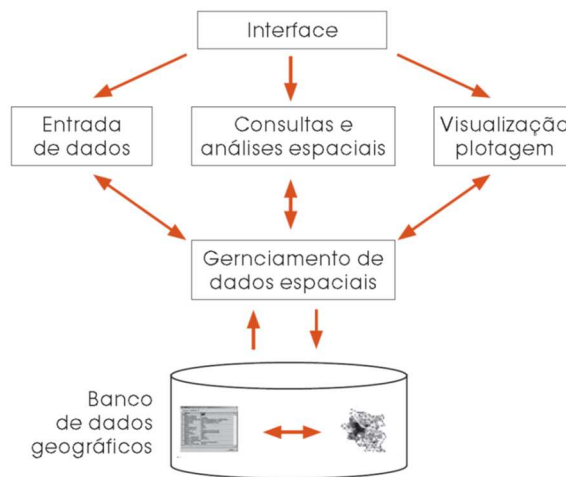 Interface
Entrada
de dados
Consultas e
análises espaciais
Visualização
plotagem
Gernciamento de
dados espaciais
Banco
de dados
geográficos